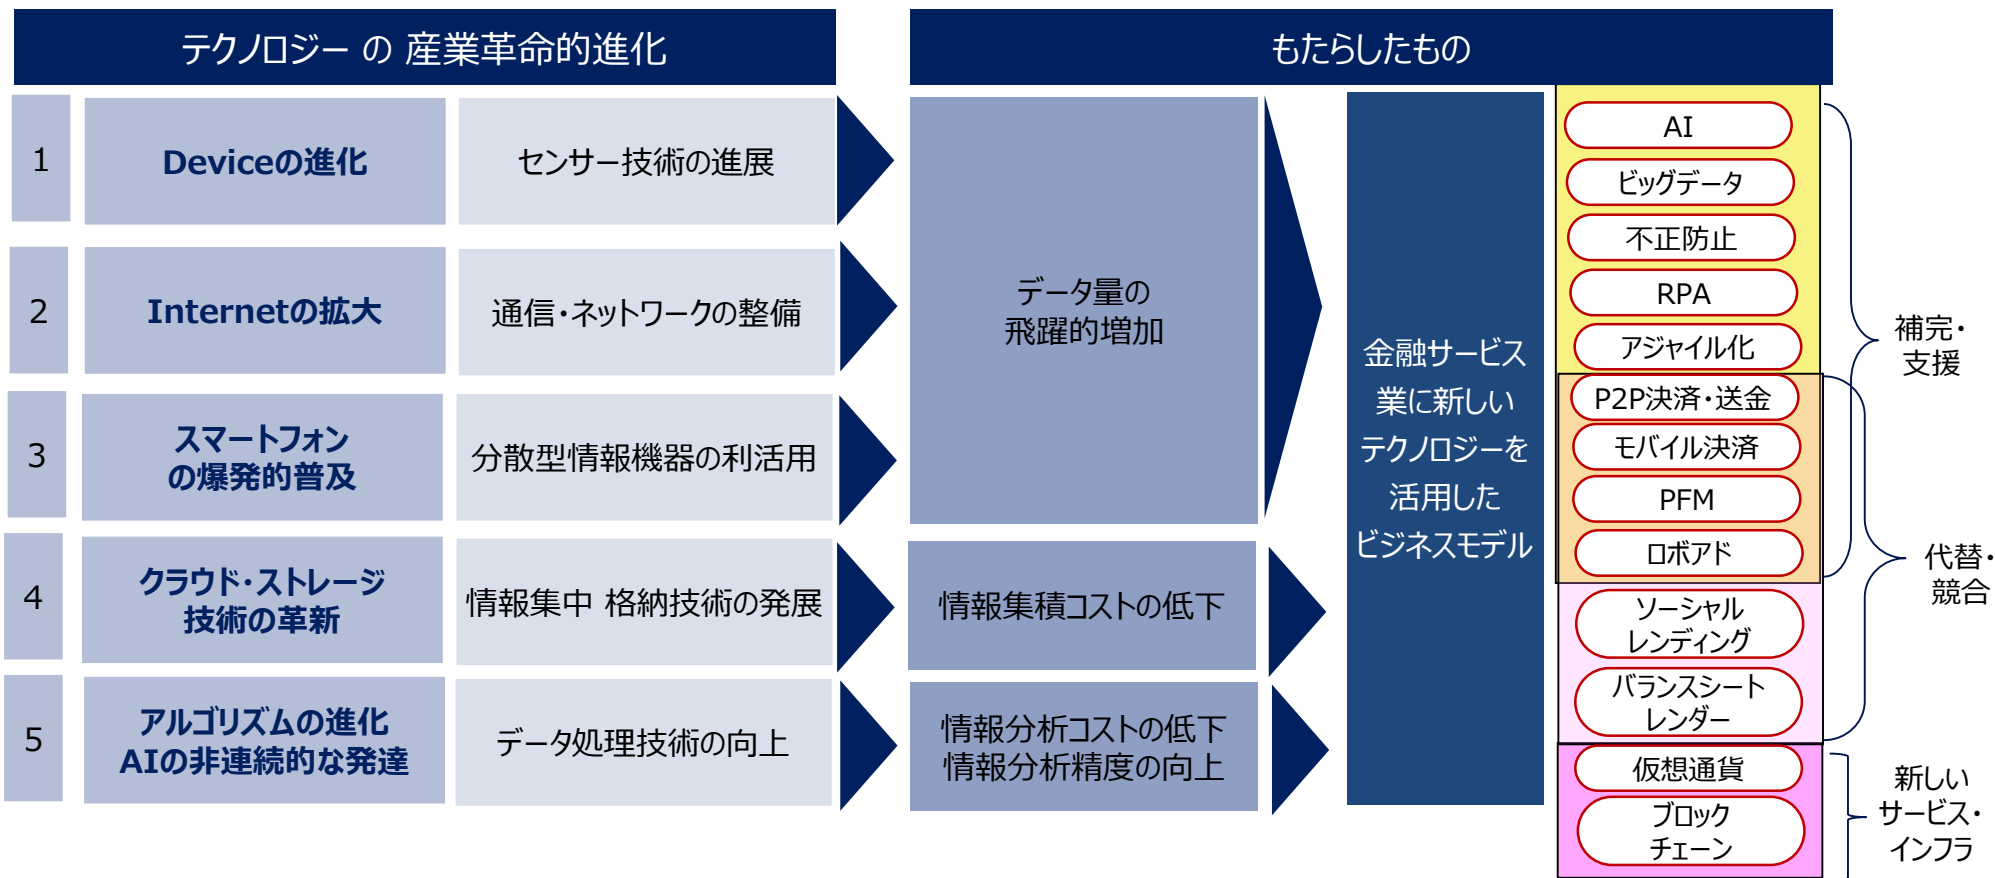 テクノロジー の 産業革命的進化
もたらしたもの
1
Deviceの進化
センサー技術の進展
2
Internetの拡大
通信・ネットワークの整備
3
スマートフォン
の爆発的普及
分散型情報機器の利活用
4
クラウド・ストレージ
技術の革新
情報集中 格納技術の発展
5
アルゴリズムの進化
AIの非連続的な発達
データ処理技術の向上
データ量の
飛躍的増加
情報集積コストの低下
情報分析コストの低下
情報分析精度の向上
金融サービス
業に新しい
テクノロジーを
活用した
ビジネスモデル
AI
ビッグデータ
不正防止
RPA
アジャイル化
P2P決済・送金
モバイル決済
PFM
ロボアド
ソーシャル
レンディング
バランスシート
レンダー
仮想通貨
ブロック
チェーン
補完・
支援
代替・
競合
新しい
サービス・
インフラ